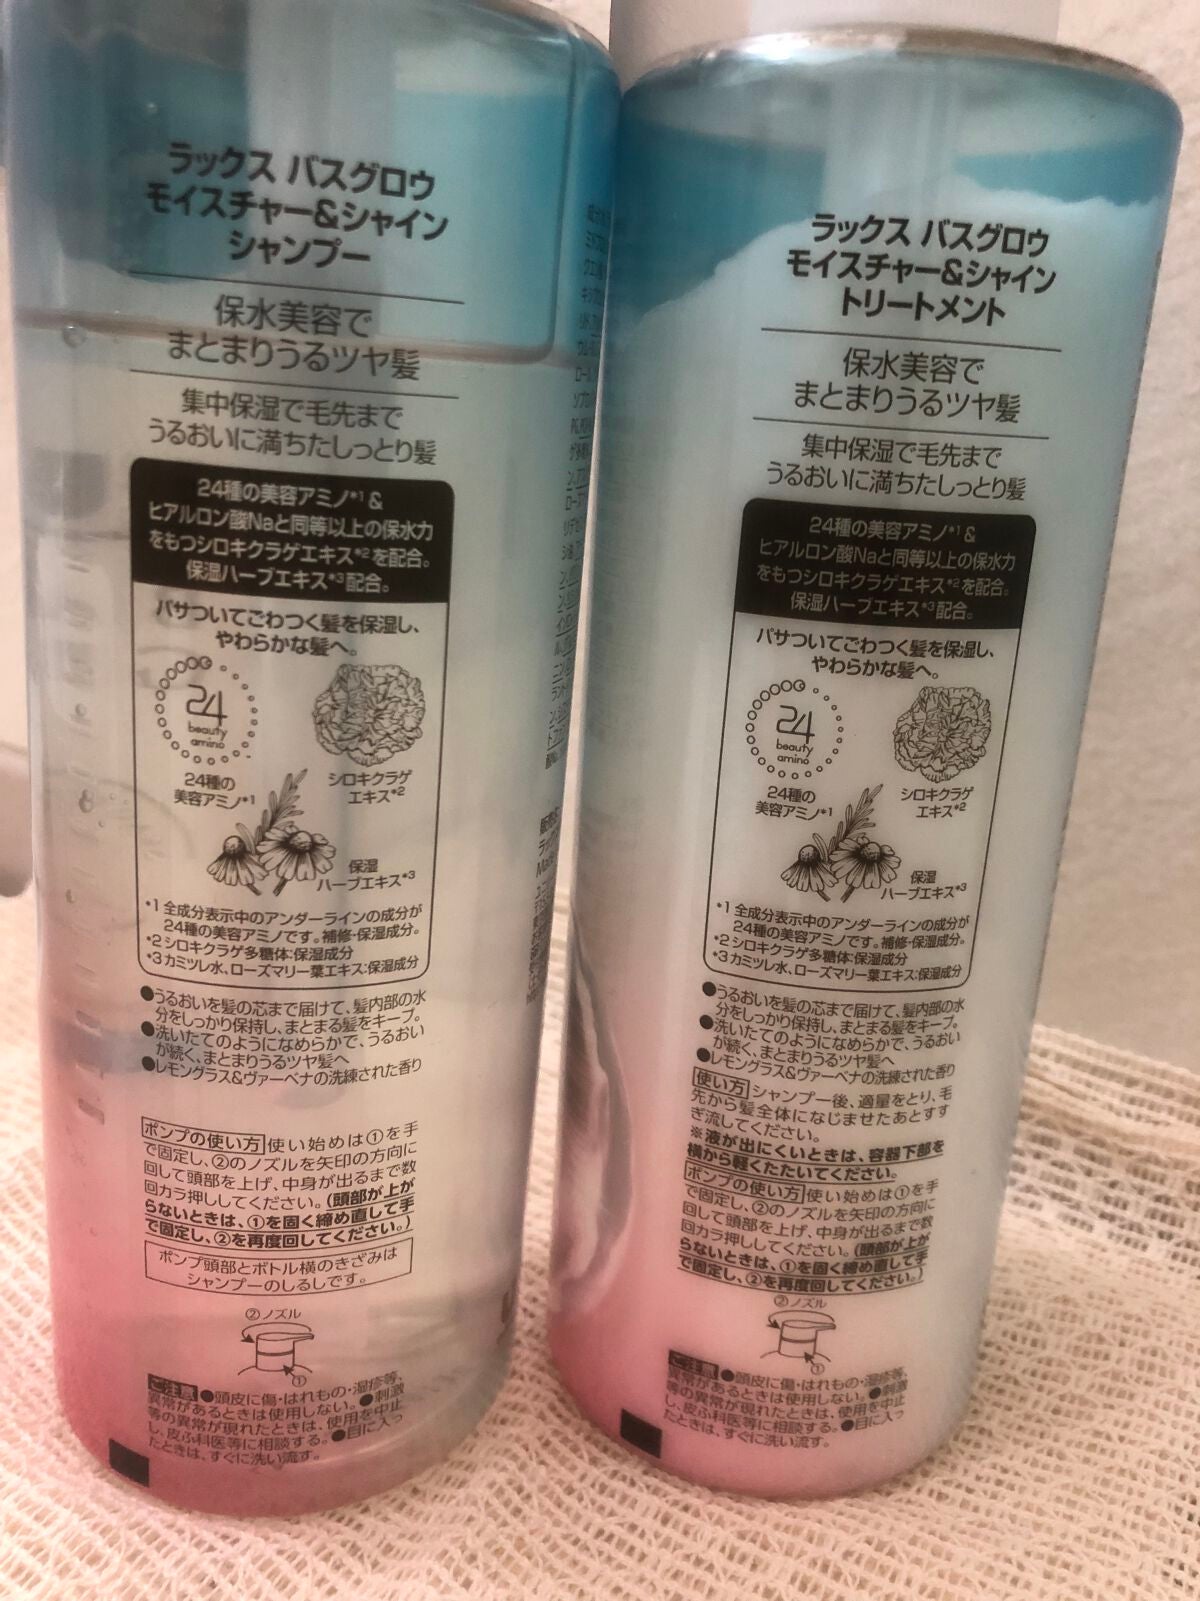 ラックス バスグロウ
モイスチャー&シャイン
シャンプー
保水美容で
まとまりうるツヤ髪
集中保湿で毛先まで
うるおいに満ちたしっとり髪
24種の美容アミノ*1&
ヒアルロン酸Naと同等以上の保水力
をもつシロキクラゲエキス*2を配合。
保湿ハーブエキス*3配合。
パサついてごわつく髪を保湿し、
やわらかな髪へ。
24
beauty
amino
24種の
美容アミノ*1
シロキクラゲ
エキス*2
保湿
ハーブエキス*3
*1 全成分表示中のアンダーラインの成分が
24種の美容アミノです。補修・保湿成分。
*2 シロキクラゲ多糖体:保湿成分
*3 カミツレ水、ローズマリー葉エキス:保湿成分
●うるおいを髪の芯まで届けて、髪内部の水
分をしっかり保持し、まとまる髪をキープ。
●洗いたてのようになめらかで、うるおい
が続く、まとまりうるツヤ髪へ
●レモングラス&ヴァーベナの洗練された香り
ポンプの使い方 使い始めは①を手
で固定し、②のノズルを矢印の方向に
回して頭部を上げ、中身が出るまで数
回カラ押ししてください。(頭部が上が
らないときは、①を固く締め直して手
で固定し、②を再度回してください。)
ポンプ頭部とボトル横のきざみは
シャンプーのしるしです。
②ノズル
①
ご注意 ●頭皮に傷・はれもの・湿疹等、
異常があるときは使用しない。●刺激
等の異常が現れたときは、使用を中止
し、皮ふ科医等に相談する。●目に入っ
たときは、すぐに洗い流す。
ラックス バスグロウ
モイスチャー&シャイン
トリートメント
保水美容で
まとまりうるツヤ髪
集中保湿で毛先まで
うるおいに満ちたしっとり髪
24種の美容アミノ*1&
ヒアルロン酸Naと同等以上の保水力
をもつシロキクラゲエキス*2を配合。
保湿ハーブエキス*3配合。
パサついてごわつく髪を保湿し、
やわらかな髪へ。
24
beauty
amino
24種の
美容アミノ*1
シロキクラゲ
エキス*2
保湿
ハーブエキス*3
*1 全成分表示中のアンダーラインの成分が
24種の美容アミノです。補修・保湿成分。
*2 シロキクラゲ多糖体:保湿成分
*3 カミツレ水、ローズマリー葉エキス:保湿成分
●うるおいを髪の芯まで届けて、髪内部の水
分をしっかり保持し、まとまる髪をキープ。
●洗いたてのようになめらかで、うるおい
が続く、まとまりうるツヤ髪へ
●レモングラス&ヴァーベナの洗練された香り
使い方 シャンプー後、適量をとり、毛
先から髪全体になじませたあとすす
ぎ流してください。
※液が出にくいときは、容器下部を
横から軽くたたいてください。
ポンプの使い方 使い始めは①を手
で固定し、②のノズルを矢印の方向に
回して頭部を上げ、中身が出るまで数
回カラ押ししてください。(頭部が上が
らないときは、①を固く締め直して手
で固定し、②を再度回してください。)
②ノズル
①
ご注意 ●頭皮に傷・はれもの・湿疹等、
異常があるときは使用しない。●刺激
等の異常が現れたときは、使用を中止
し、皮ふ科医等に相談する。●目に入っ
たときは、すぐに洗い流す。